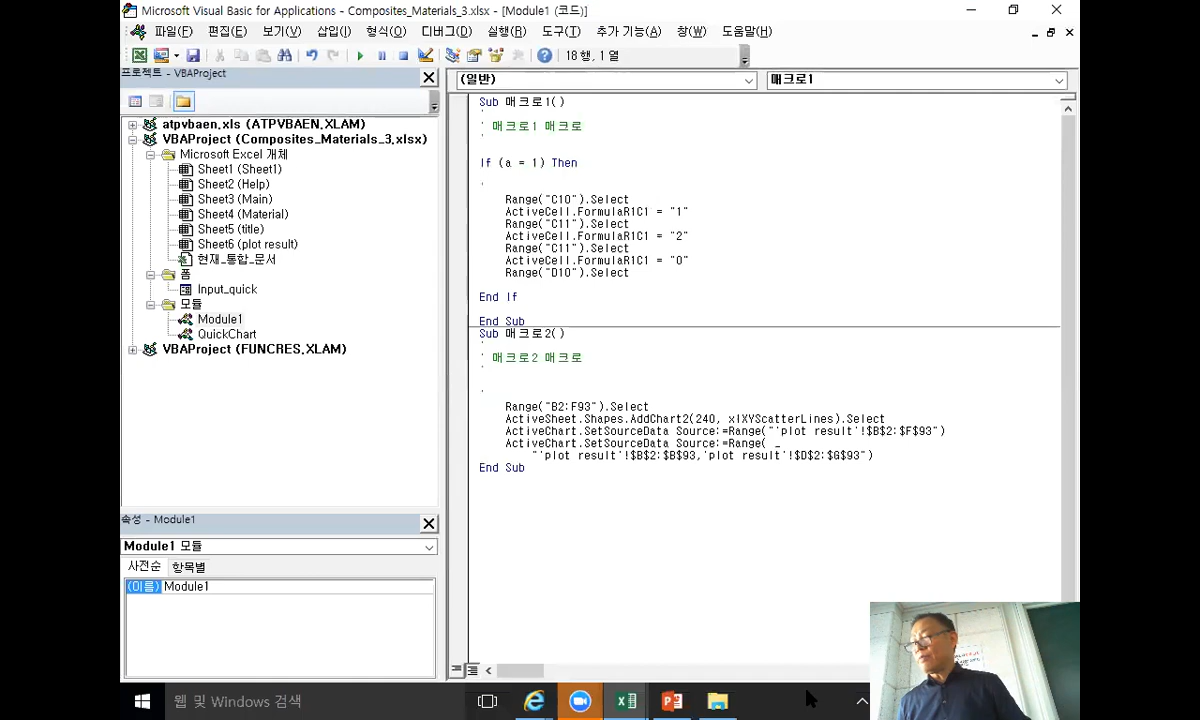 Microsoft Visual Basic for Applications - Composites_Materials_3.xlsx - [Module1 (코드)]
파일(F) 편집(E) 보기(V) 삽입(I) 형식(O) 디버그(D) 실행(R) 도구(T) 추가 기능(A) 창(W) 도움말(H)
18 행, 1 열
프로젝트 - VBAProject
(일반)
매크로1
atpvbaen.xls (ATPVBAEN.XLAM)
VBAProject (Composites_Materials_3.xlsx)
Microsoft Excel 개체
Sheet1 (Sheet1)
Sheet2 (Help)
Sheet3 (Main)
Sheet4 (Material)
Sheet5 (title)
Sheet6 (plot result)
현재_통합_문서
폼
Input_quick
모듈
Module1
QuickChart
VBAProject (FUNCRES.XLAM)
속성 - Module1
Module1 모듈
사전순 항목별
(이름) Module1
Sub 매크로1()
'
' 매크로1 매크로
'
If (a = 1) Then
'
Range("C10").Select
ActiveCell.FormulaR1C1 = "1"
Range("C11").Select
ActiveCell.FormulaR1C1 = "2"
Range("C11").Select
ActiveCell.FormulaR1C1 = "0"
Range("D10").Select
End If
End Sub
Sub 매크로2()
'
' 매크로2 매크로
'
'
Range("B2:F93").Select
ActiveSheet.Shapes.AddChart2(240, xlXYScatterLines).Select
ActiveChart.SetSourceData Source:=Range("'plot result'!$B$2:$F$93")
ActiveChart.SetSourceData Source:=Range( _
"'plot result'!$B$2:$B$93,'plot result'!$D$2:$G$93")
End Sub
웹 및 Windows 검색